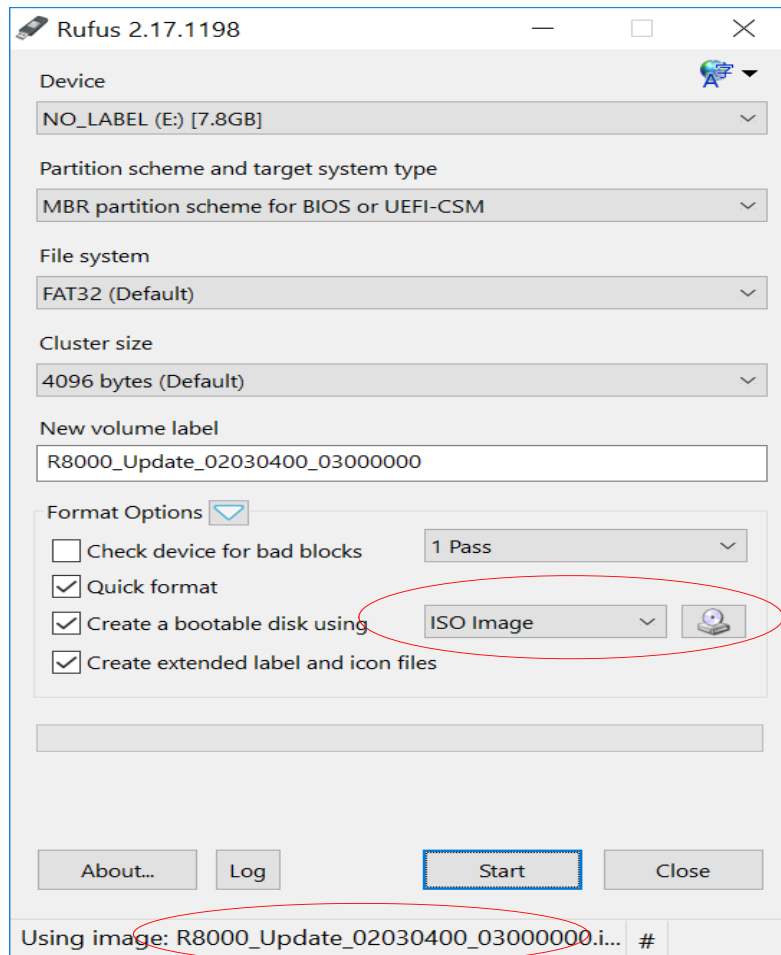 Rufus 2.17.1198
Device
NO_LABEL (E:) [7.8GB]
Partition scheme and target system type
MBR partition scheme for BIOS or UEFI-CSM
File system
FAT32 (Default)
Cluster size
4096 bytes (Default)
New volume label
R8000_Update_02030400_03000000
Format Options
Check device for bad blocks 1 Pass
Quick format
Create a bootable disk using ISO Image
Create extended label and icon files
About... Log Start Close
Using image: R8000_Update_02030400_03000000.i... #